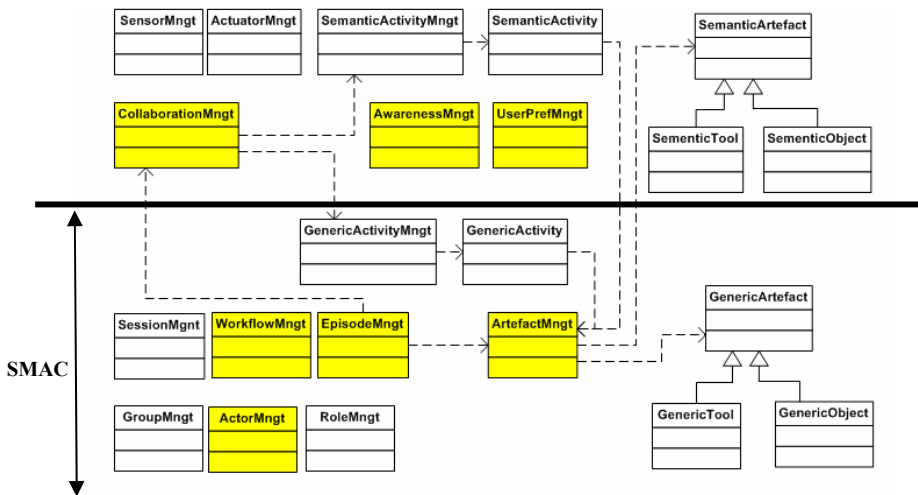 SensorMngt
ActuatorMngt
SemanticActivityMngt
SemanticActivity
SemanticArtefact
CollaborationMngt
AwarenessMngt
UserPrefMngt
SementicTool
SementicObject
GenericActivityMngt
GenericActivity
GenericArtefact
SessionMgnt
WorkflowMngt
EpisodeMngt
ArtefactMngt
SMAC
GroupMngt
ActorMngt
RoleMngt
GenericTool
GenericObject